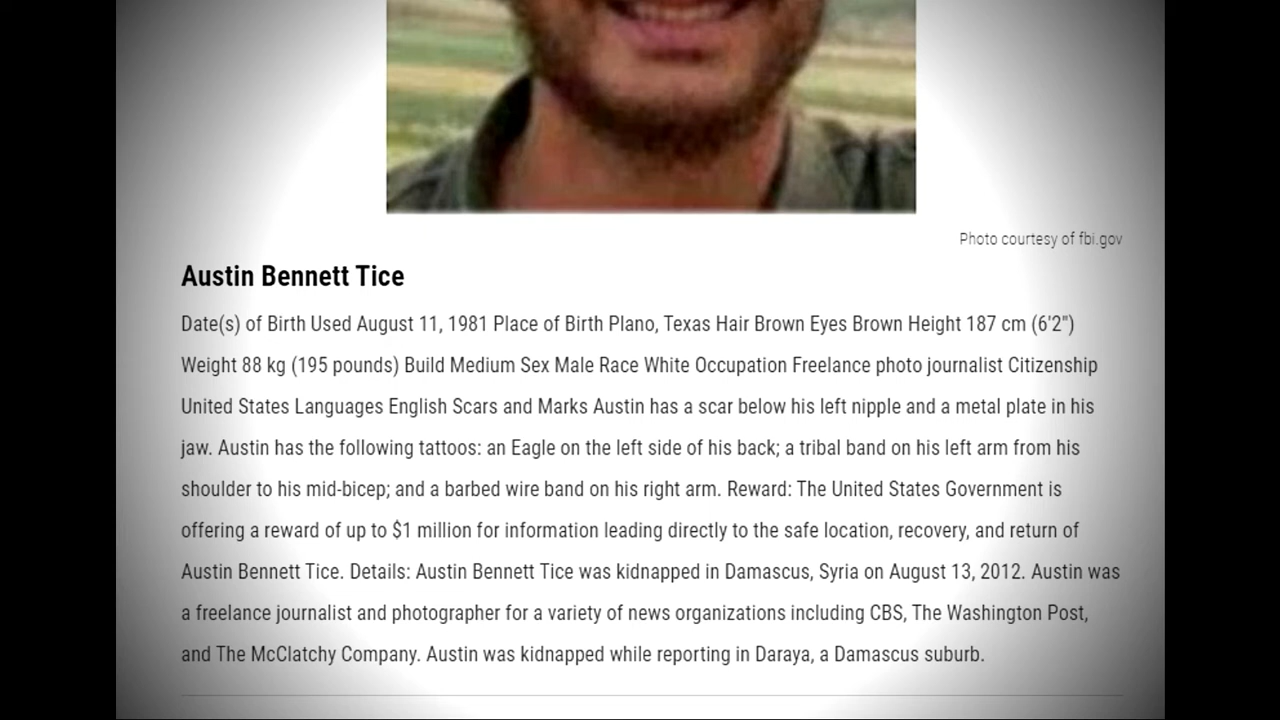 Photo courtesy of fbi.gov
Austin Bennett Tice
Date(s) of Birth Used August 11, 1981 Place of Birth Plano, Texas Hair Brown Eyes Brown Height 187 cm (6'2")
Weight 88 kg (195 pounds) Build Medium Sex Male Race White Occupation Freelance photo journalist Citizenship
United States Languages English Scars and Marks Austin has a scar below his left nipple and a metal plate in his
jaw. Austin has the following tattoos: an Eagle on the left side of his back; a tribal band on his left arm from his
shoulder to his mid-bicep; and a barbed wire band on his right arm. Reward: The United States Government is
offering a reward of up to $1 million for information leading directly to the safe location, recovery, and return of
Austin Bennett Tice. Details: Austin Bennett Tice was kidnapped in Damascus, Syria on August 13, 2012. Austin was
a freelance journalist and photographer for a variety of news organizations including CBS, The Washington Post,
and The McClatchy Company. Austin was kidnapped while reporting in Daraya, a Damascus suburb.